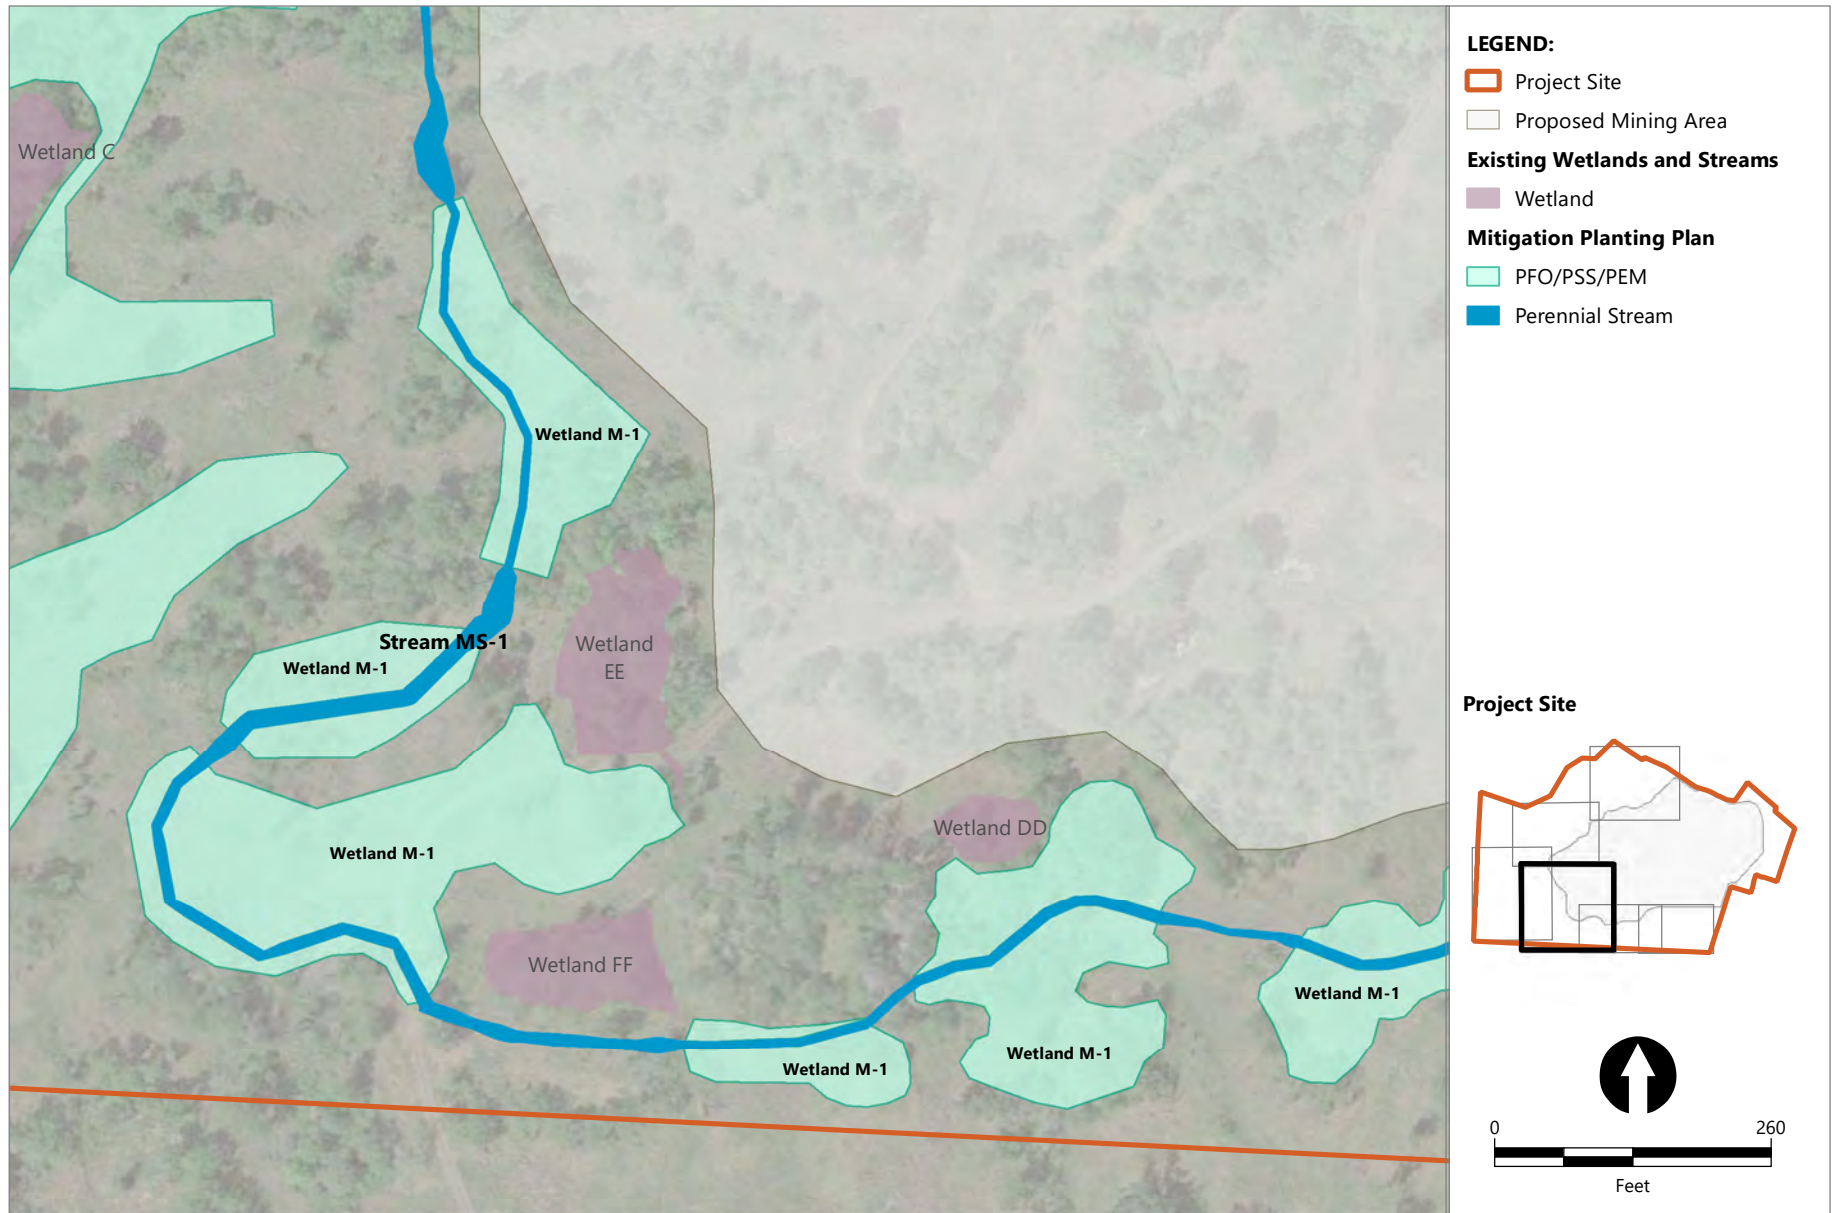 Wetland C
Wetland M-1
Stream MS-1
Wetland M-1
Wetland
EE
Wetland M-1
Wetland DD
Wetland FF
Wetland M-1
Wetland M-1
Wetland M-1
LEGEND:
Project Site
Proposed Mining Area
Existing Wetlands and Streams
Wetland
Mitigation Planting Plan
PFO/PSS/PEM
Perennial Stream
Project Site
0 260
Feet